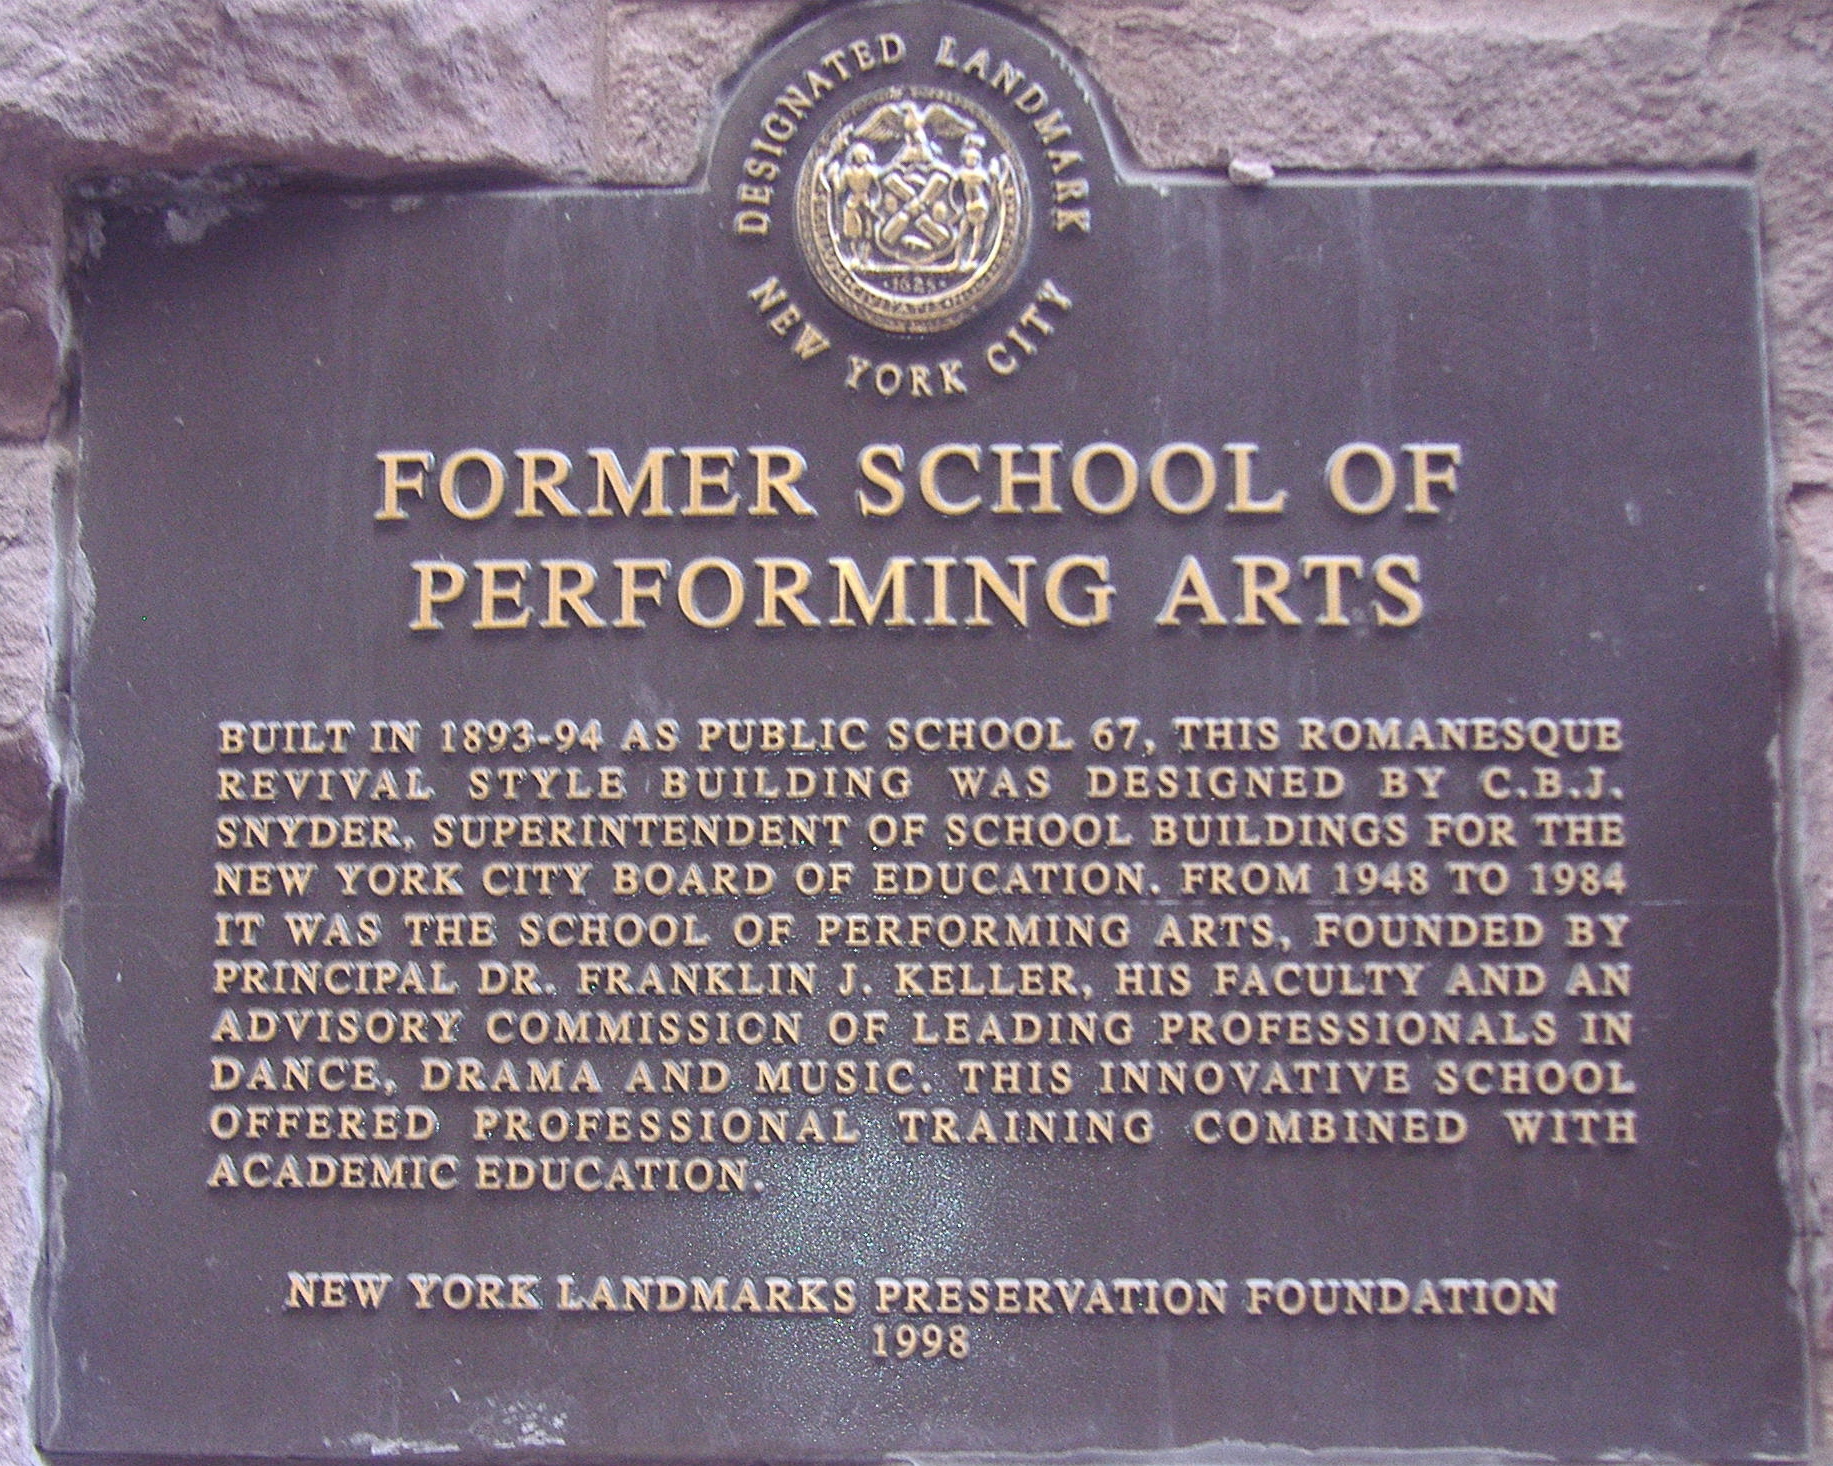 DESIGNATED LANDMARK
NEW YORK CITY
1625
FORMER SCHOOL OF
PERFORMING ARTS
BUILT IN 1893-94 AS PUBLIC SCHOOL 67, THIS ROMANESQUE
REVIVAL STYLE BUILDING WAS DESIGNED BY C.B.J.
SNYDER, SUPERINTENDENT OF SCHOOL BUILDINGS FOR THE
NEW YORK CITY BOARD OF EDUCATION. FROM 1948 TO 1984
IT WAS THE SCHOOL OF PERFORMING ARTS, FOUNDED BY
PRINCIPAL DR. FRANKLIN J. KELLER, HIS FACULTY AND AN
ADVISORY COMMISSION OF LEADING PROFESSIONALS IN
DANCE, DRAMA AND MUSIC. THIS INNOVATIVE SCHOOL
OFFERED PROFESSIONAL TRAINING COMBINED WITH
ACADEMIC EDUCATION.
NEW YORK LANDMARKS PRESERVATION FOUNDATION
1998